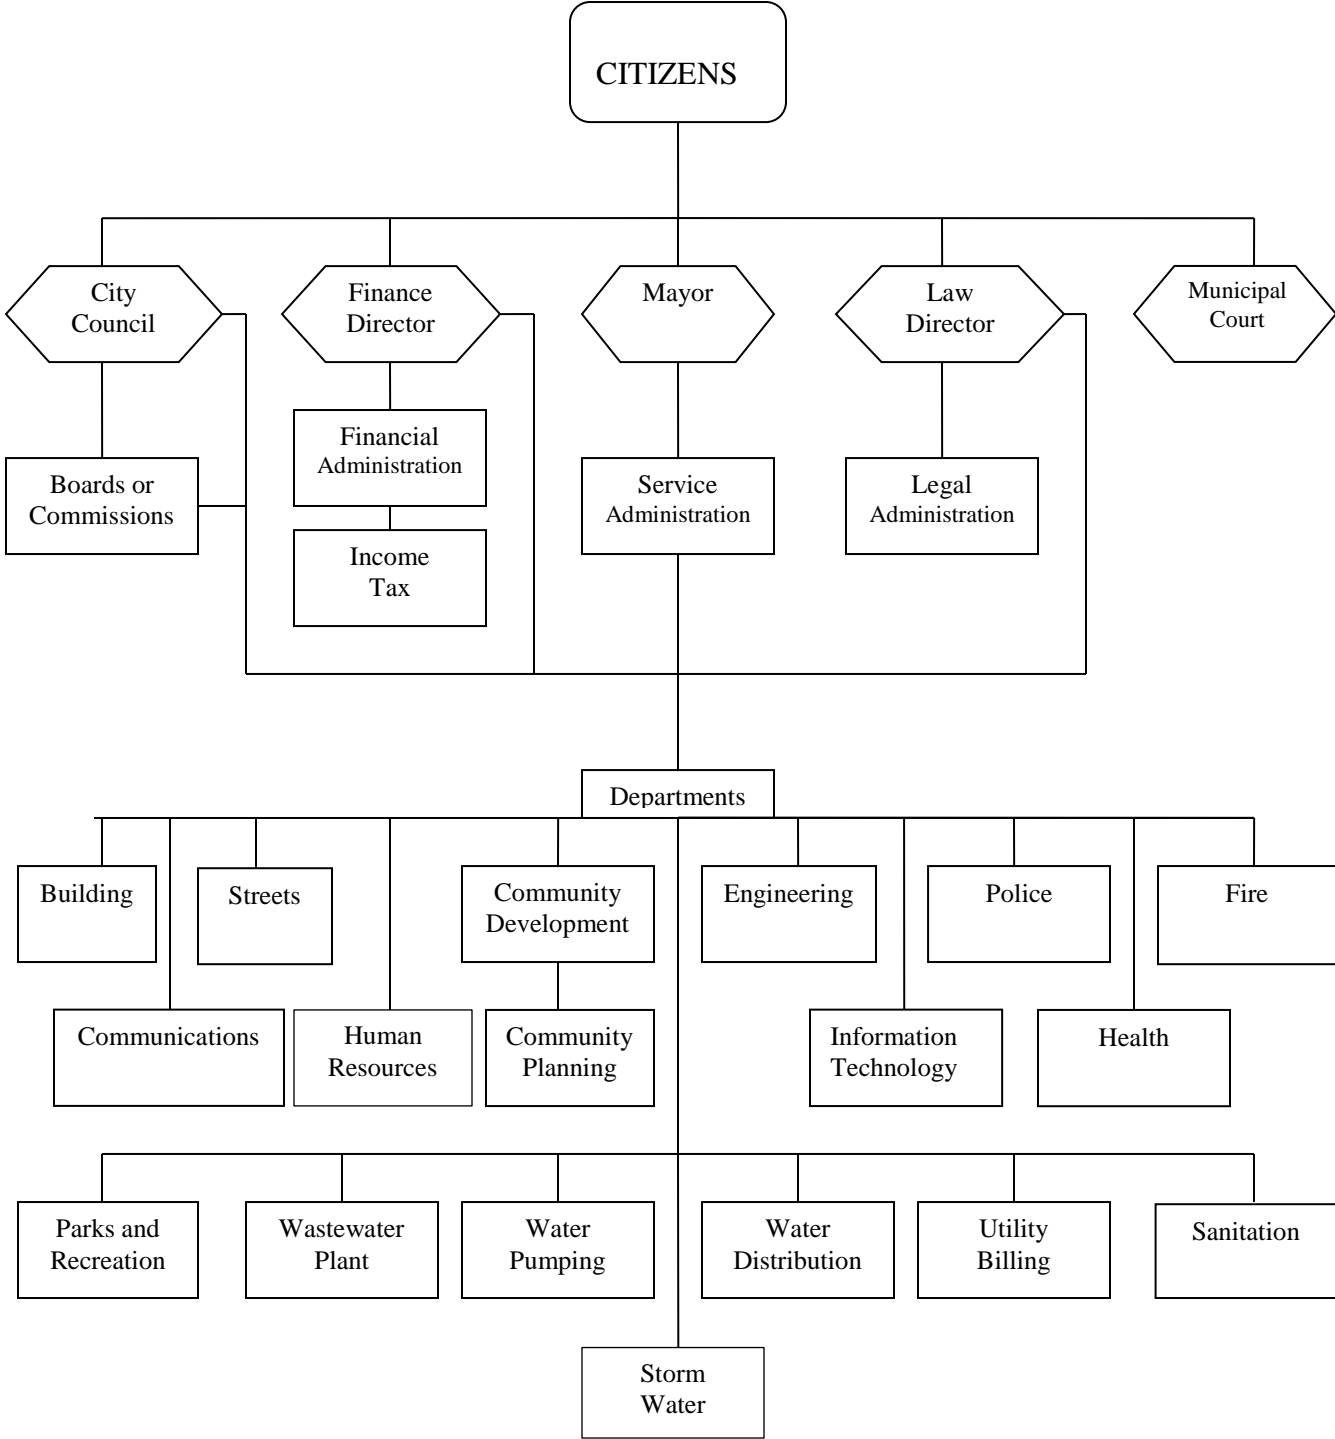 CITIZENS
City
Council
Finance
Director
Mayor
Law
Director
Municipal
Court
Financial
Administration
Boards or
Commissions
Service
Administration
Legal
Administration
Income
Tax
Departments
Building
Streets
Community
Development
Engineering
Police
Fire
Communications
Human
Resources
Community
Planning
Information
Technology
Health
Parks and
Recreation
Wastewater
Plant
Water
Pumping
Water
Distribution
Utility
Billing
Sanitation
Storm
Water